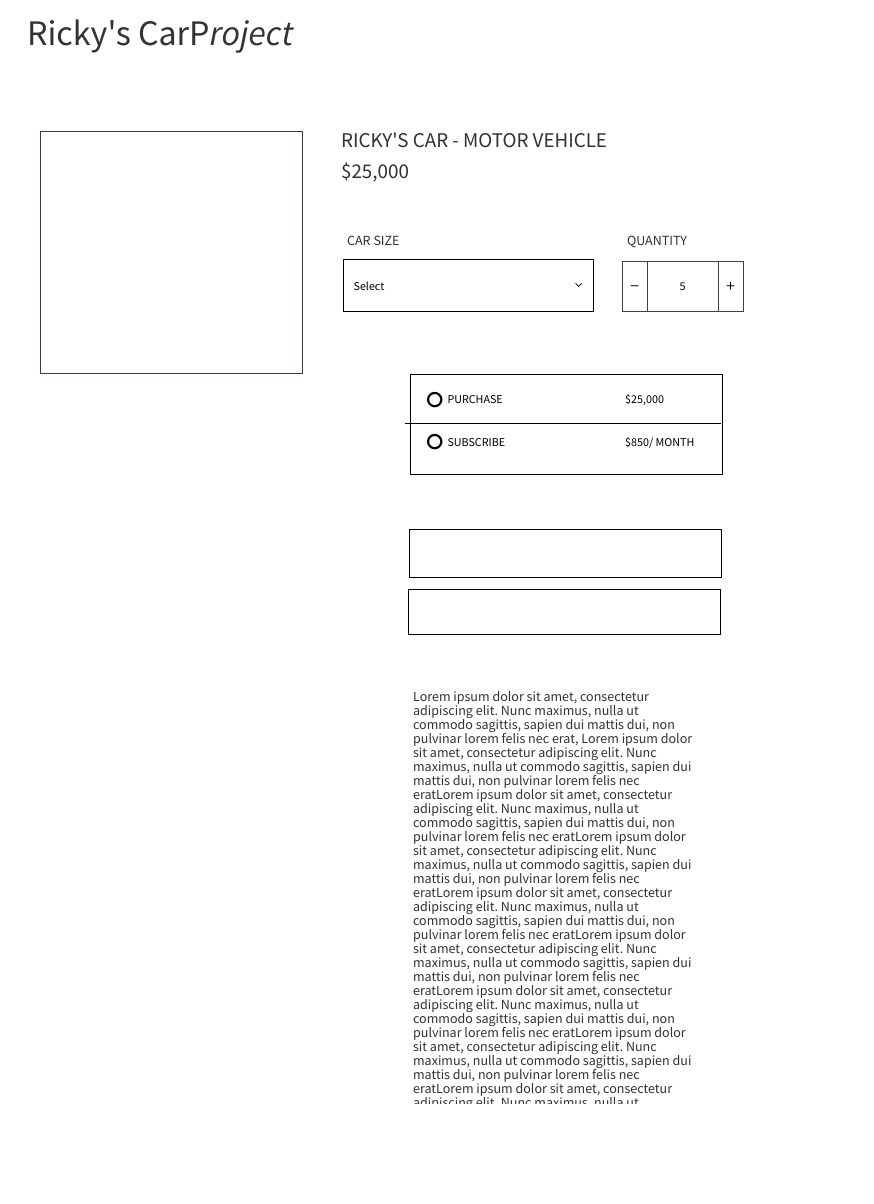 Ricky's CarProject
RICKY'S CAR - MOTOR VEHICLE
$25,000
CAR SIZE
QUANTITY
Select
− 5 +
PURCHASE $25,000
SUBSCRIBE $850/ MONTH
Lorem ipsum dolor sit amet, consectetur
adipiscing elit. Nunc maximus, nulla ut
commodo sagittis, sapien dui mattis dui, non
pulvinar lorem felis nec erat, Lorem ipsum dolor
sit amet, consectetur adipiscing elit. Nunc
maximus, nulla ut commodo sagittis, sapien dui
mattis dui, non pulvinar lorem felis nec
eratLorem ipsum dolor sit amet, consectetur
adipiscing elit. Nunc maximus, nulla ut
commodo sagittis, sapien dui mattis dui, non
pulvinar lorem felis nec eratLorem ipsum dolor
sit amet, consectetur adipiscing elit. Nunc
maximus, nulla ut commodo sagittis, sapien dui
mattis dui, non pulvinar lorem felis nec
eratLorem ipsum dolor sit amet, consectetur
adipiscing elit. Nunc maximus, nulla ut
commodo sagittis, sapien dui mattis dui, non
pulvinar lorem felis nec eratLorem ipsum dolor
sit amet, consectetur adipiscing elit. Nunc
maximus, nulla ut commodo sagittis, sapien dui
mattis dui, non pulvinar lorem felis nec
eratLorem ipsum dolor sit amet, consectetur
adipiscing elit. Nunc maximus, nulla ut
commodo sagittis, sapien dui mattis dui, non
pulvinar lorem felis nec eratLorem ipsum dolor
sit amet, consectetur adipiscing elit. Nunc
maximus, nulla ut commodo sagittis, sapien dui
mattis dui, non pulvinar lorem felis nec
eratLorem ipsum dolor sit amet, consectetur
adipiscing elit. Nunc maximus, nulla ut